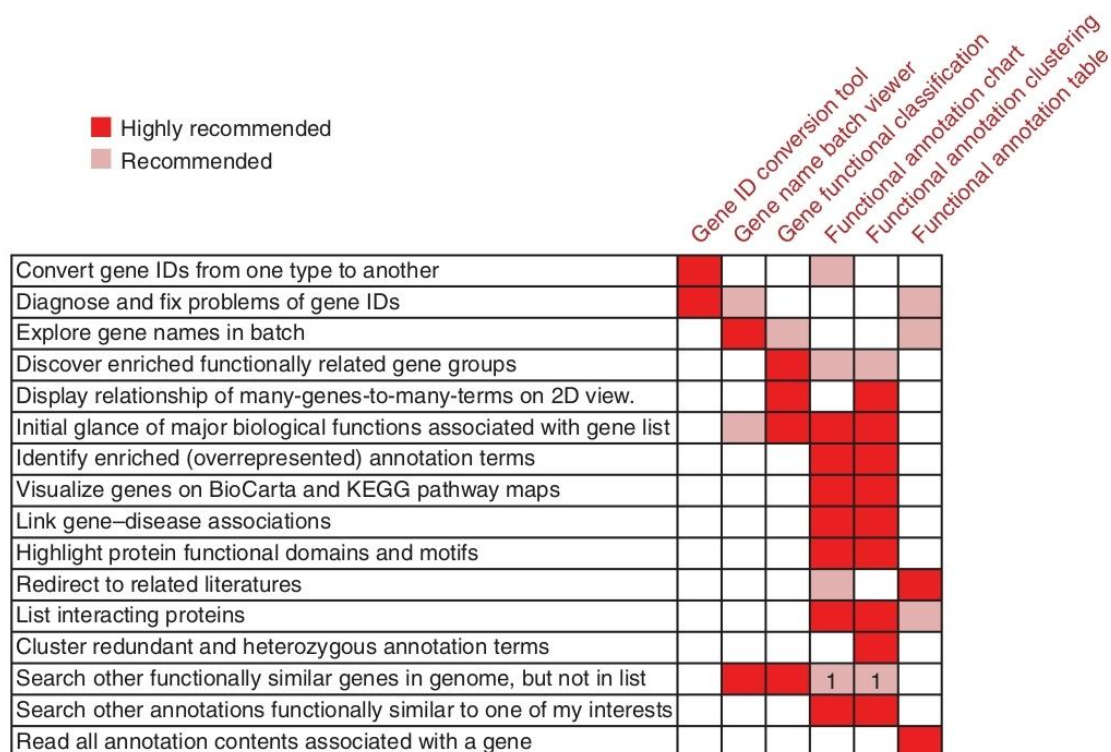 Highly recommended
Recommended
Gene ID conversion tool
Gene name batch viewer
Gene functional classification
Functional annotation chart
Functional annotation clustering
Functional annotation table
Convert gene IDs from one type to another
Diagnose and fix problems of gene IDs
Explore gene names in batch
Discover enriched functionally related gene groups
Display relationship of many-genes-to-many-terms on 2D view.
Initial glance of major biological functions associated with gene list
Identify enriched (overrepresented) annotation terms
Visualize genes on BioCarta and KEGG pathway maps
Link gene–disease associations
Highlight protein functional domains and motifs
Redirect to related literatures
List interacting proteins
Cluster redundant and heterozygous annotation terms
Search other functionally similar genes in genome, but not in list 1 1
Search other annotations functionally similar to one of my interests
Read all annotation contents associated with a gene